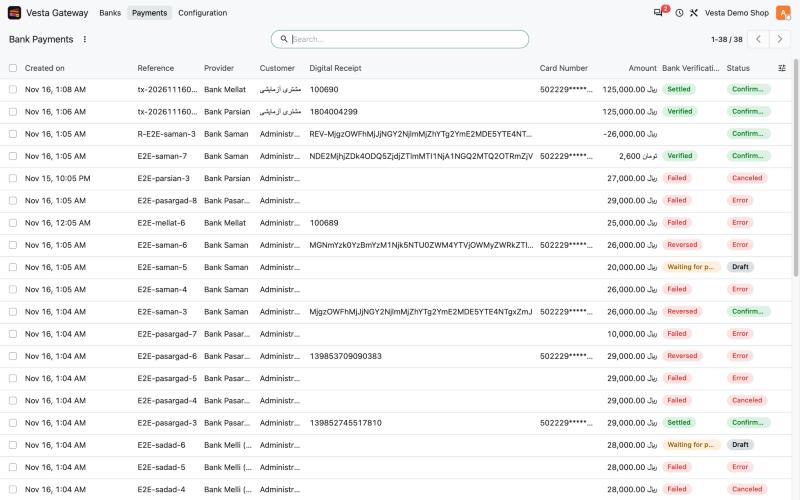 Vesta Gateway Banks Payments Configuration 2 Vesta Demo Shop A
Bank Payments Search... 1-38 / 38
Created on Reference Provider Customer Digital Receipt Card Number Amount Bank Verificati... Status
Nov 16, 1:08 AM tx-202611160... Bank Mellat مشتری آزمایشی 100690 502229*****... 125,000.00 ریال Settled Confirm...
Nov 16, 1:06 AM tx-202611160... Bank Parsian مشتری آزمایشی 1804004299 125,000.00 ریال Verified Confirm...
Nov 16, 1:05 AM R-E2E-saman-3 Bank Saman Administr... REV-MjgzOWFhMjJjNGY2NjlmMjZhYTg2YmE2MDE5YTE4NT... -26,000.00 ریال Confirm...
Nov 16, 1:05 AM E2E-saman-7 Bank Saman Administr... NDE2MjhjZDk4ODQ5ZjdjZTlmMTI1NjA1NGQ2MTQ2OTRmZjV 502229*****... 2,600 تومان Verified Confirm...
Nov 15, 10:05 PM E2E-parsian-3 Bank Parsian Administr... 27,000.00 ریال Failed Canceled
Nov 16, 1:05 AM E2E-pasargad-8 Bank Pasar... Administr... 29,000.00 ریال Failed Error
Nov 16, 12:05 AM E2E-mellat-6 Bank Mellat Administr... 100689 25,000.00 ریال Failed Error
Nov 16, 1:05 AM E2E-saman-6 Bank Saman Administr... MGNmYzk0YzBmYzM1Njk5NTU0ZWM4YTVjOWMyZWRkZTI... 502229*****... 26,000.00 ریال Reversed Error
Nov 16, 1:05 AM E2E-saman-5 Bank Saman Administr... 20,000.00 ریال Waiting for p... Draft
Nov 16, 1:05 AM E2E-saman-4 Bank Saman Administr... 26,000.00 ریال Failed Error
Nov 16, 1:04 AM E2E-saman-3 Bank Saman Administr... MjgzOWFhMjJjNGY2NjlmMjZhYTg2YmE2MDE5YTE4NTgxZmJ 502229*****... 26,000.00 ریال Reversed Confirm...
Nov 16, 1:04 AM E2E-pasargad-7 Bank Pasar... Administr... 10,000.00 ریال Failed Error
Nov 16, 1:04 AM E2E-pasargad-6 Bank Pasar... Administr... 139853709090383 502229*****... 29,000.00 ریال Reversed Error
Nov 16, 1:04 AM E2E-pasargad-5 Bank Pasar... Administr... 29,000.00 ریال Failed Error
Nov 16, 1:04 AM E2E-pasargad-4 Bank Pasar... Administr... 29,000.00 ریال Failed Canceled
Nov 16, 1:04 AM E2E-pasargad-3 Bank Pasar... Administr... 139852745517810 502229*****... 29,000.00 ریال Settled Confirm...
Nov 16, 1:04 AM E2E-sadad-6 Bank Melli (... Administr... 28,000.00 ریال Waiting for p... Draft
Nov 16, 1:04 AM E2E-sadad-5 Bank Melli (... Administr... 28,000.00 ریال Failed Error
Nov 16, 1:04 AM E2E-sadad-4 Bank Melli (... Administr... 28,000.00 ریال Failed Canceled